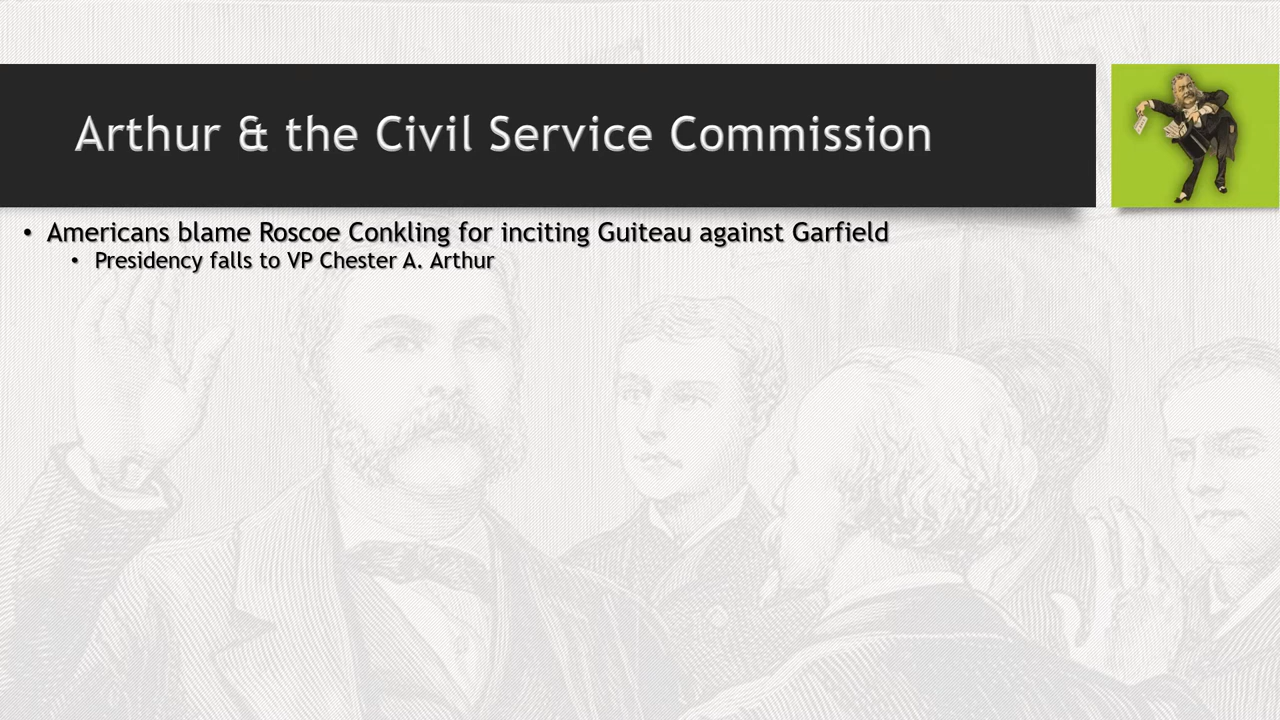 Arthur & the Civil Service Commission
• Americans blame Roscoe Conkling for inciting Guiteau against Garfield
• Presidency falls to VP Chester A. Arthur